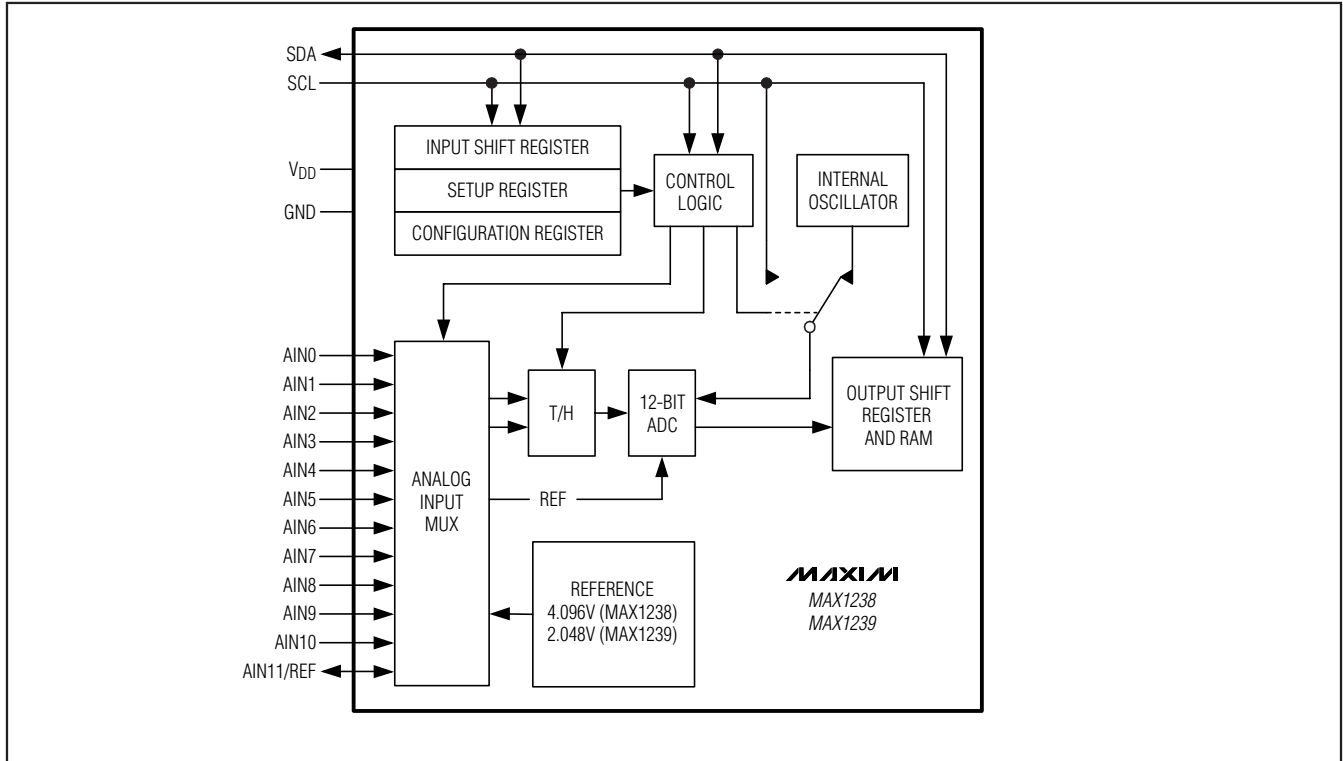 SDA
SCL
VDD
GND
INPUT SHIFT REGISTER
SETUP REGISTER
CONFIGURATION REGISTER
CONTROL
LOGIC
INTERNAL
OSCILLATOR
AIN0
AIN1
AIN2
AIN3
AIN4
AIN5
AIN6
AIN7
AIN8
AIN9
AIN10
AIN11/REF
ANALOG
INPUT
MUX
T/H
12-BIT
ADC
OUTPUT SHIFT
REGISTER
AND RAM
REF
REFERENCE
4.096V (MAX1238)
2.048V (MAX1239)
MAXIM
MAX1238
MAX1239